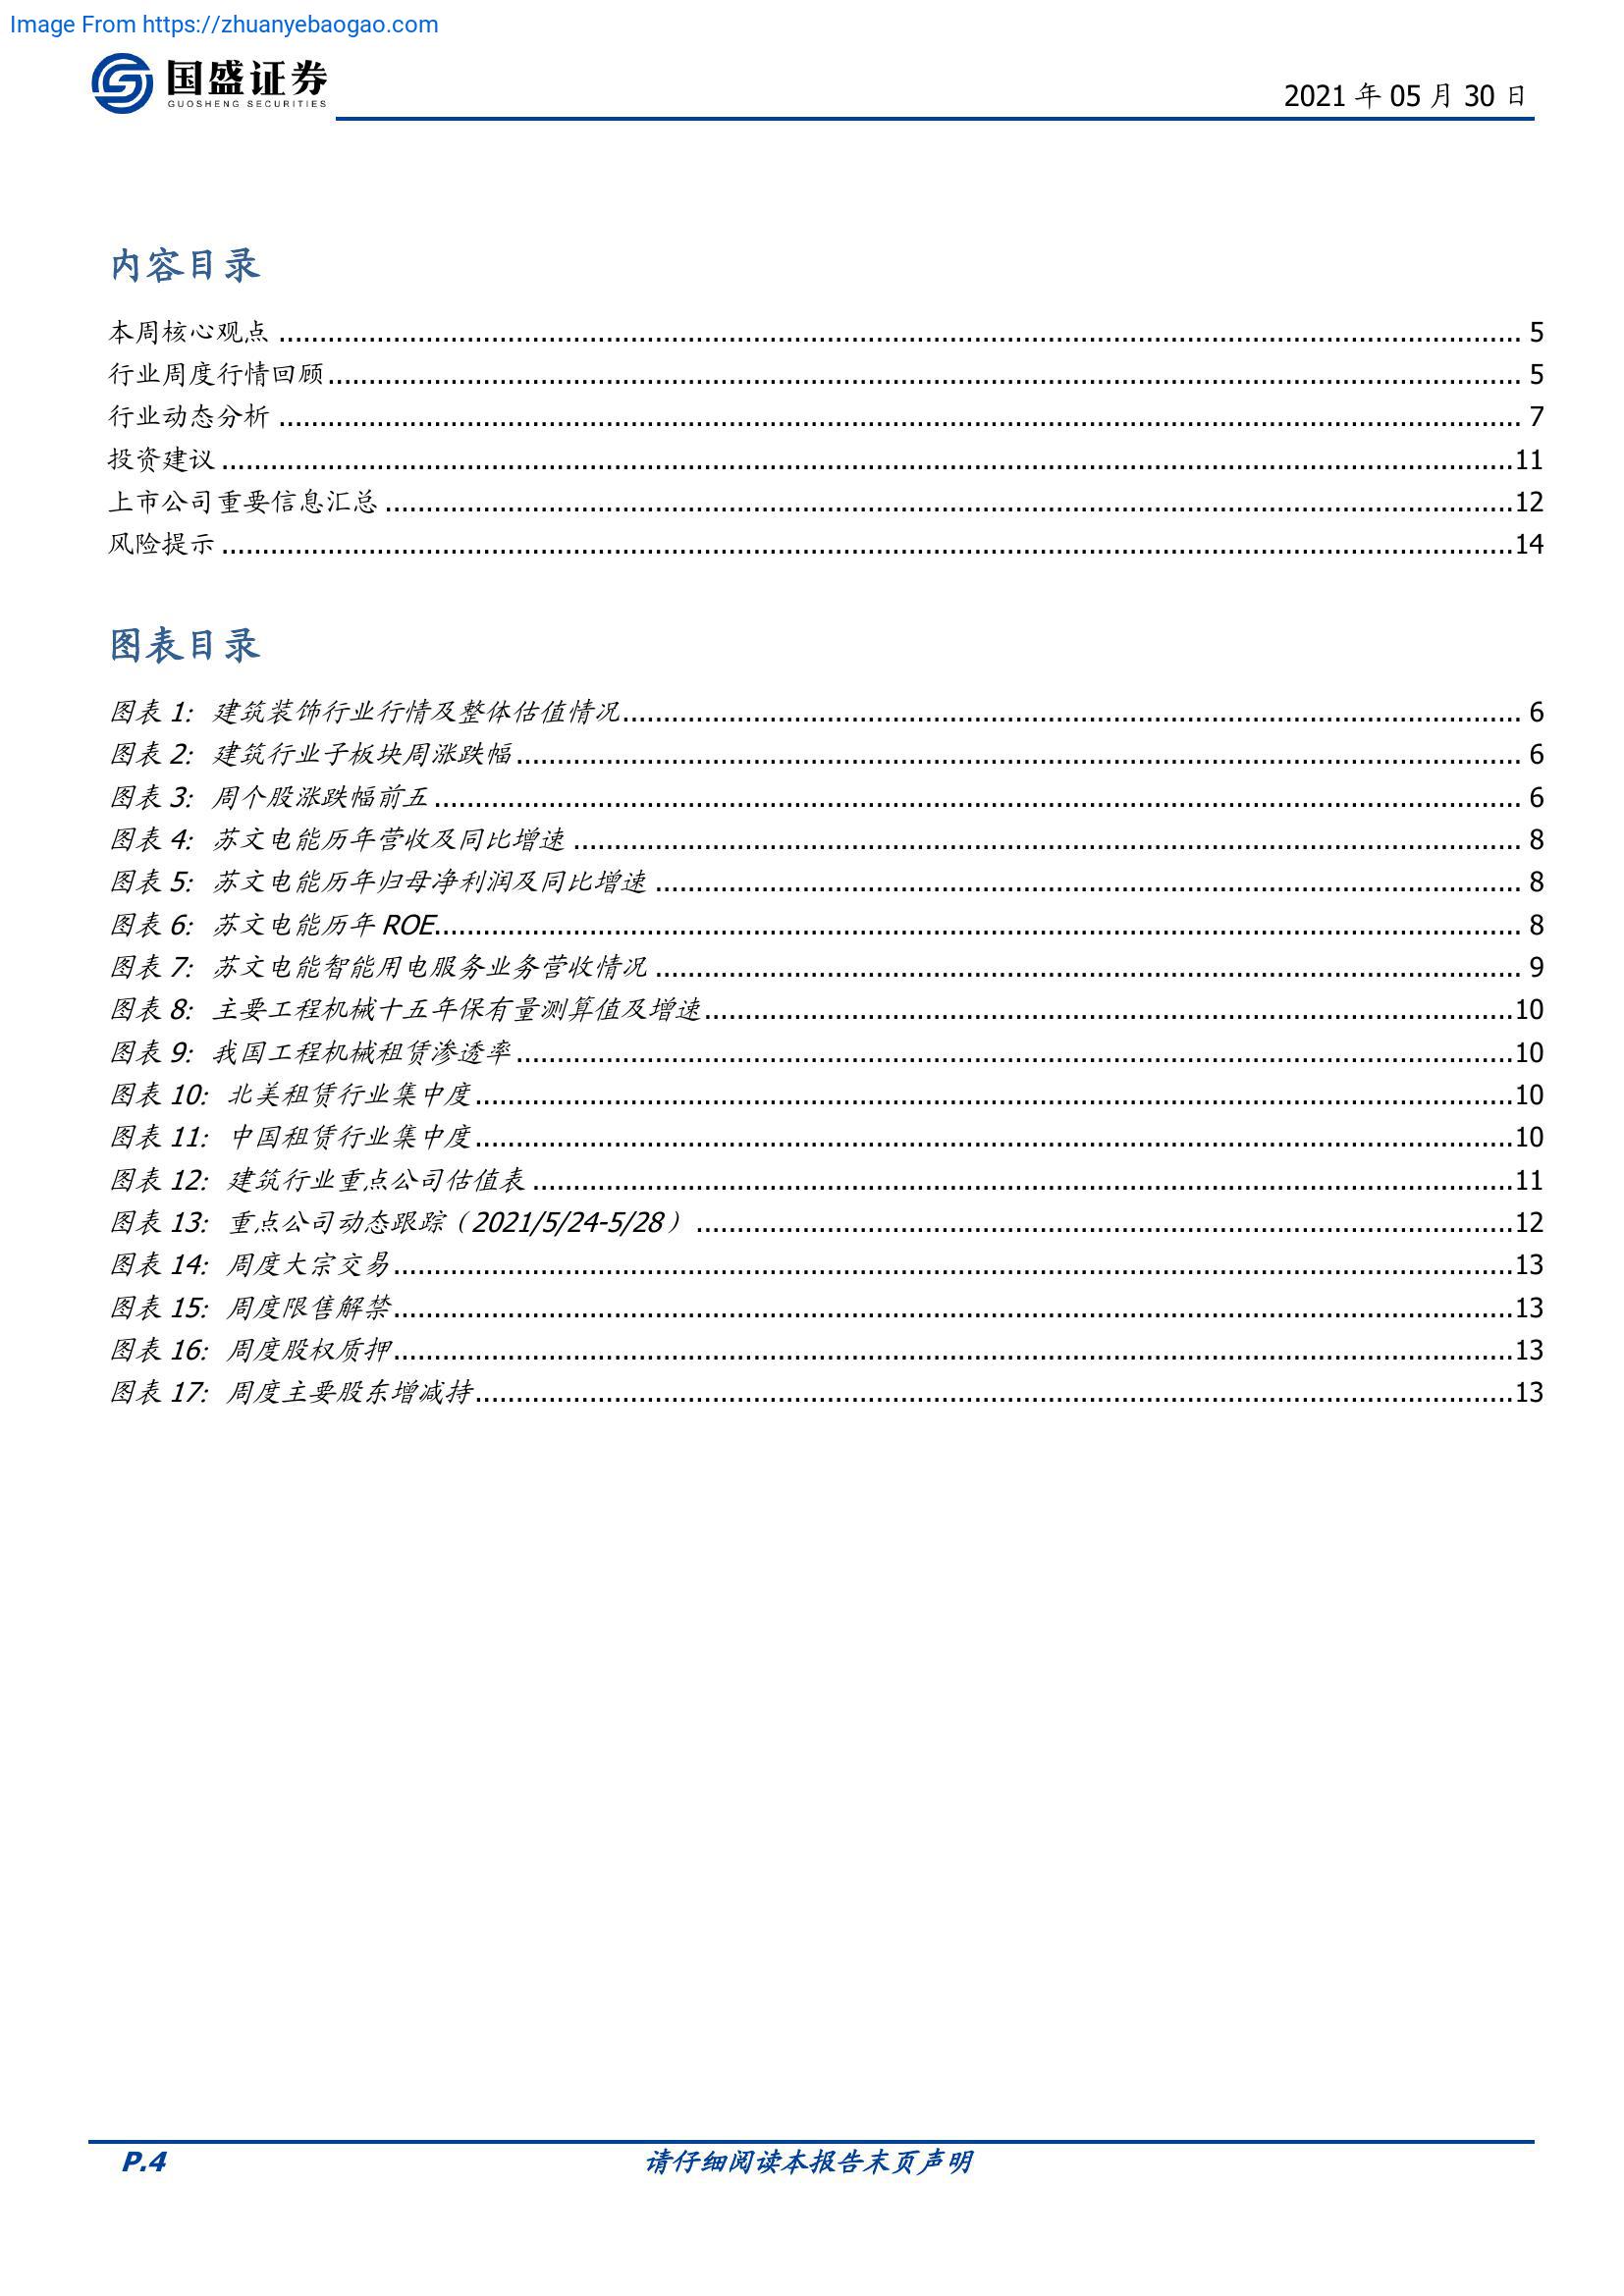 Image From https://zhuanyebaogao.com
国盛证券
GUOSHENG SECURITIES
2021 年 05 月 30 日
内容目录
本周核心观点 ........................................ 5
行业周度行情回顾 ........................................ 5
行业动态分析 ........................................ 7
投资建议 ........................................ 11
上市公司重要信息汇总 ........................................ 12
风险提示 ........................................ 14
图表目录
图表 1: 建筑装饰行业行情及整体估值情况 ........................................ 6
图表 2: 建筑行业子板块周涨跌幅 ........................................ 6
图表 3: 周个股涨跌幅前五 ........................................ 6
图表 4: 苏文电能历年营收及同比增速 ........................................ 8
图表 5: 苏文电能历年归母净利润及同比增速 ........................................ 8
图表 6: 苏文电能历年 ROE ........................................ 8
图表 7: 苏文电能智能用电服务业务营收情况 ........................................ 9
图表 8: 主要工程机械十五年保有量测算值及增速 ........................................ 10
图表 9: 我国工程机械租赁渗透率 ........................................ 10
图表 10: 北美租赁行业集中度 ........................................ 10
图表 11: 中国租赁行业集中度 ........................................ 10
图表 12: 建筑行业重点公司估值表 ........................................ 11
图表 13: 重点公司动态跟踪（2021/5/24-5/28） ........................................ 12
图表 14: 周度大宗交易 ........................................ 13
图表 15: 周度限售解禁 ........................................ 13
图表 16: 周度股权质押 ........................................ 13
图表 17: 周度主要股东增减持 ........................................ 13
P.4 请仔细阅读本报告末页声明